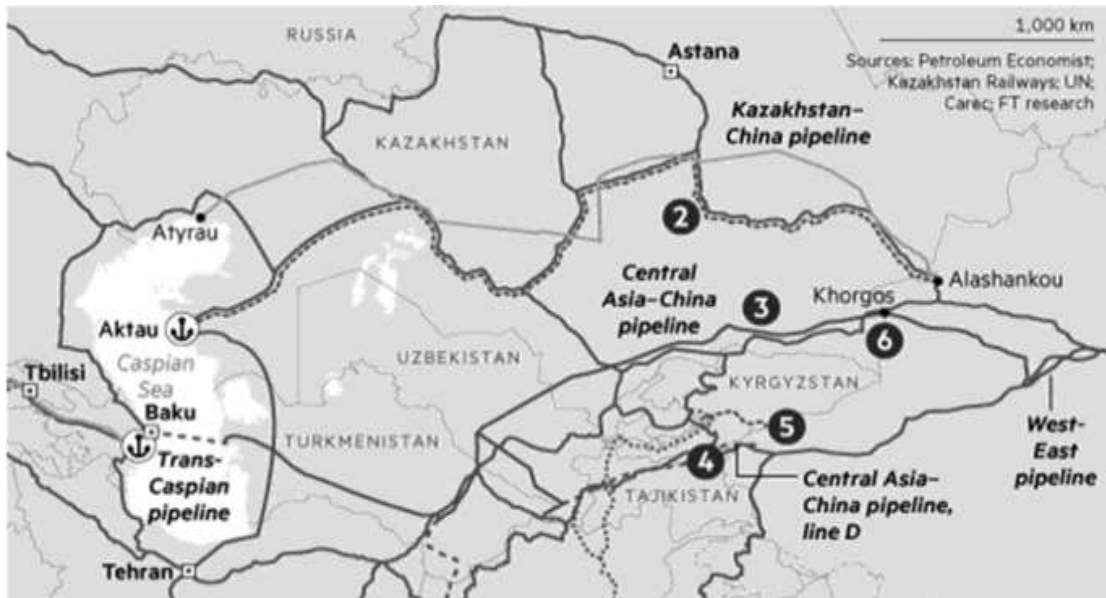 RUSSIA
1,000 km
Astana
Sources: Petroleum Economist;
Kazakhstan Railways; UN;
Carec; FT research
Kazakhstan–
China pipeline
KAZAKHSTAN
2
Atyrau
Central
Asia–China
pipeline
Alashankou
Khorgos
3
Aktau
6
Caspian
Sea
UZBEKISTAN
KYRGYZSTAN
Tbilisi
Baku
TURKMENISTAN
5
West-
East
pipeline
Trans-
Caspian
pipeline
4
TAJIKISTAN
Central Asia–
China pipeline,
line D
Tehran